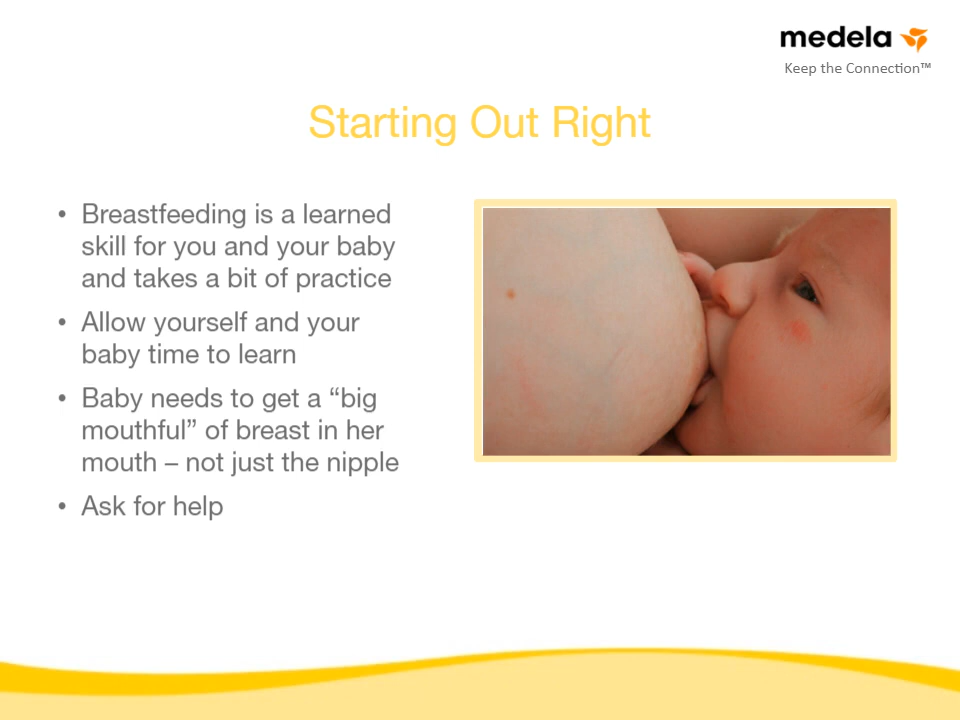 medela
Keep the Connection™
Starting Out Right
• Breastfeeding is a learned
skill for you and your baby
and takes a bit of practice
• Allow yourself and your
baby time to learn
• Baby needs to get a “big
mouthful” of breast in her
mouth – not just the nipple
• Ask for help